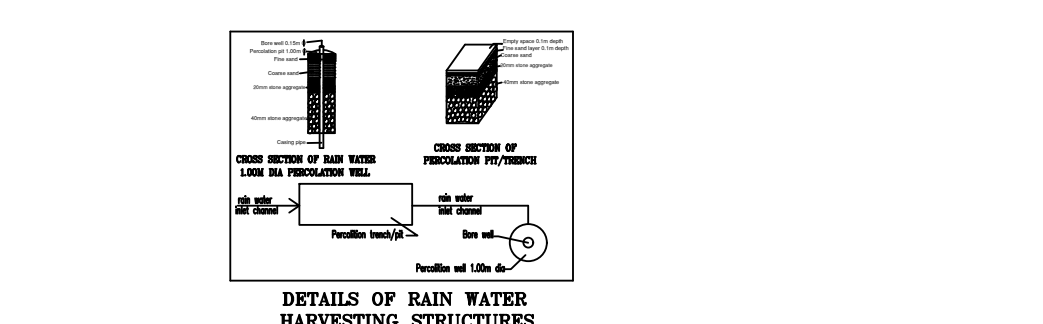 Bore well 0.15m ϕ
Percolation pit 1.00m ϕ
Fine sand
Coarse sand
20mm stone aggregate
40mm stone aggregate
Casing pipe
CROSS SECTION OF RAIN WATER
1.00M DIA PERCOLATION WELL
Empty space 0.1m depth
Fine sand layer 0.1m depth
Coarse sand
20mm stone aggregate
40mm stone aggregate
CROSS SECTION OF
PERCOLATION PIT/TRENCH
rain water
inlet channel
Percolition trench/pit
rain water
inlet channel
Bore well
Percolition well 1.00m dia
DETAILS OF RAIN WATER
HARVESTING STRUCTURES